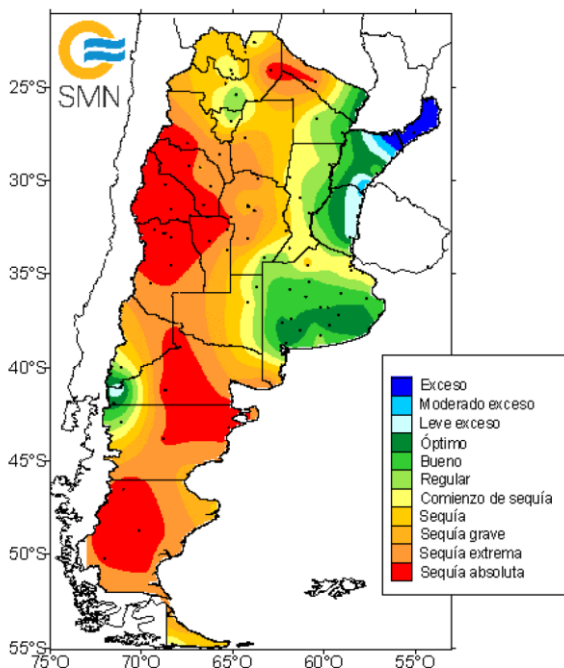 SMN
25°S
30°S
35°S
40°S
45°S
50°S
55°S
75°O 70°O 65°O 60°O 55°O
Exceso
Moderado exceso
Leve exceso
Óptimo
Bueno
Regular
Comienzo de sequía
Sequía
Sequía grave
Sequía extrema
Sequía absoluta